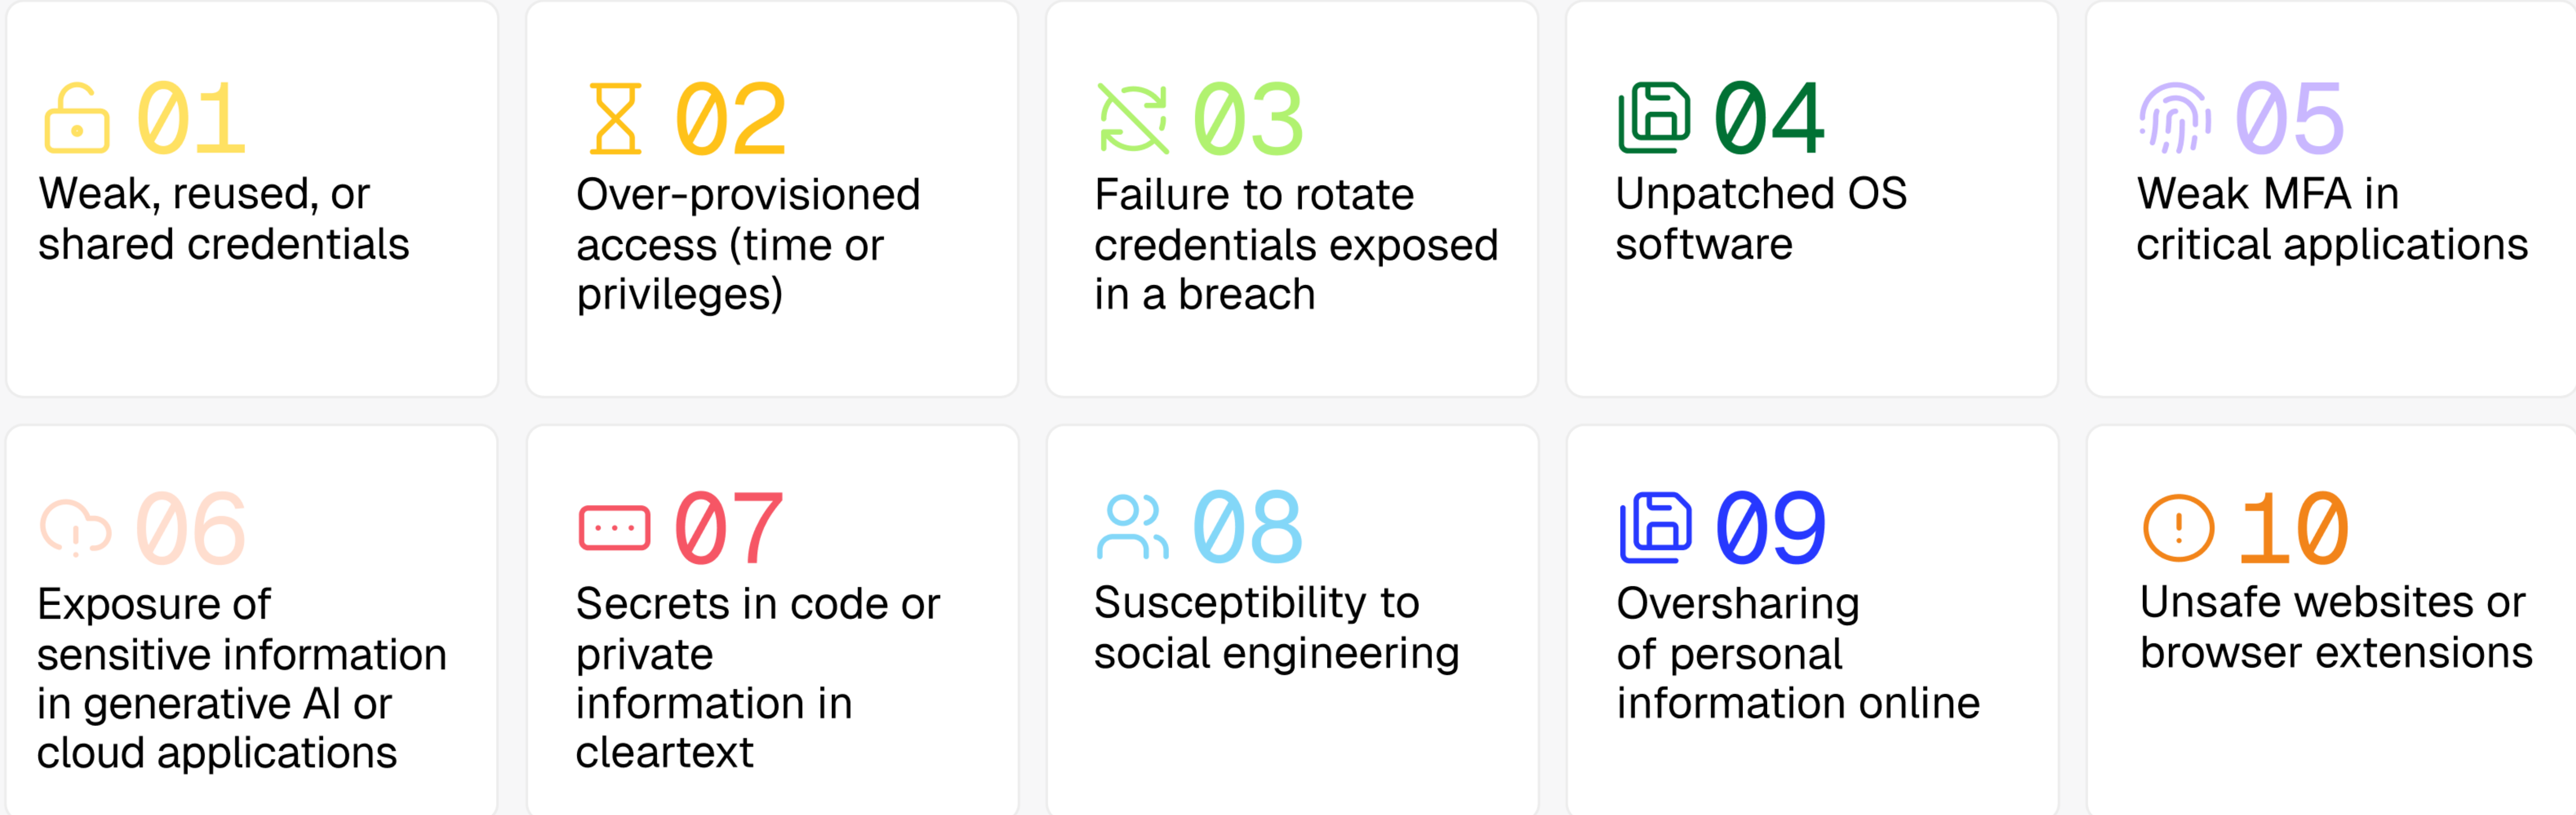 01
Weak, reused, or
shared credentials
02
Over-provisioned
access (time or
privileges)
03
Failure to rotate
credentials exposed
in a breach
04
Unpatched OS
software
05
Weak MFA in
critical applications
06
Exposure of
sensitive information
in generative AI or
cloud applications
07
Secrets in code or
private
information in
cleartext
08
Susceptibility to
social engineering
09
Oversharing
of personal
information online
10
Unsafe websites or
browser extensions